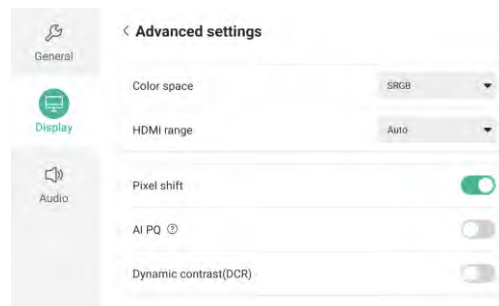 General
Display
Audio
< Advanced settings
Color space SRGB
HDMI range Auto
Pixel shift
AI PQ ?
Dynamic contrast(DCR)